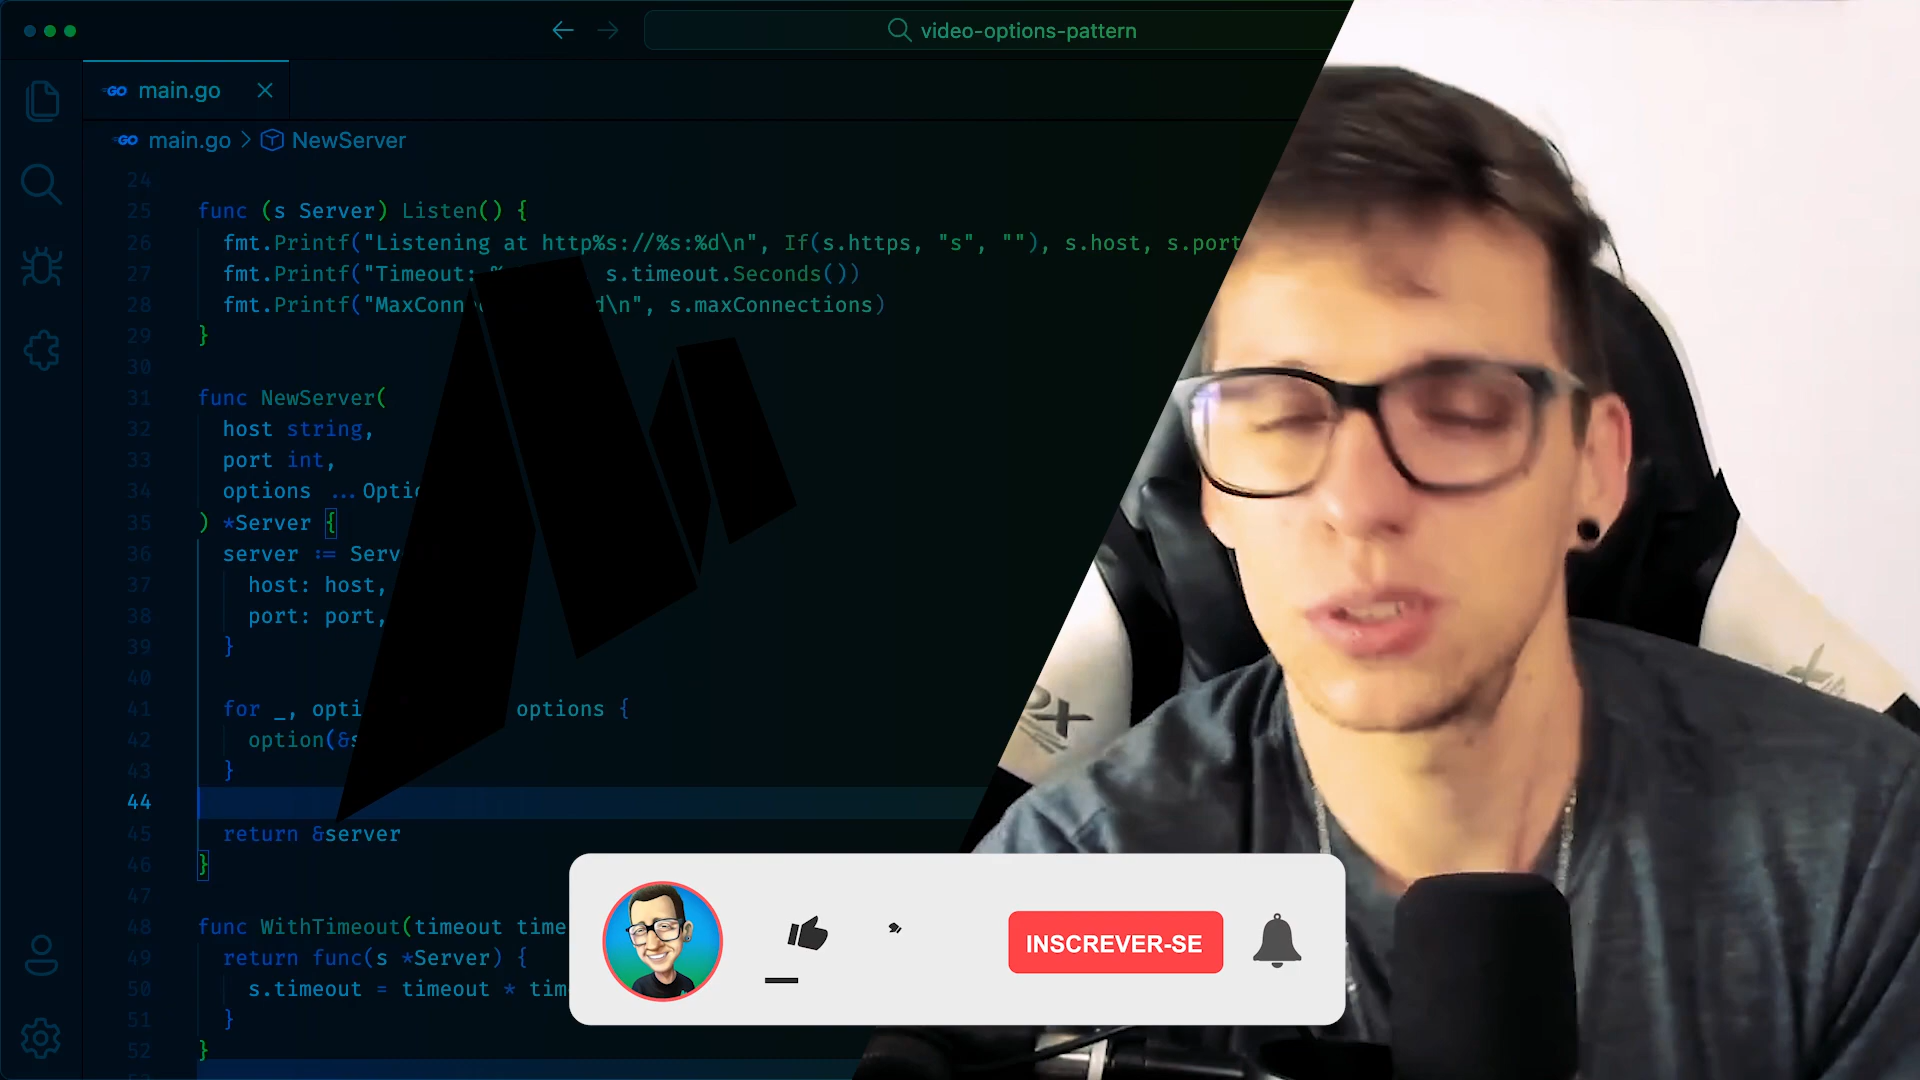 video-options-pattern
GO main.go
GO main.go > NewServer
24
25 func (s Server) Listen() {
26 fmt.Printf("Listening at http%s://%s:%d\n", If(s.https, "s", ""), s.host, s.port
27 fmt.Printf("Timeout: s.timeout.Seconds())
28 fmt.Printf("MaxConn d\n", s.maxConnections)
29 }
30
31 func NewServer(
32 host string,
33 port int,
34 options ...
35 ) *Server {
36 server :=
37 host: host,
38 port: port,
39 }
40
41 for _, options {
42 option(&
43 }
44
45 return &server
46 }
47
48 func WithTimeout(timeout time
49 return func(s *Server) {
50 s.timeout = timeout *
51 }
52 }
INSCREVER-SE